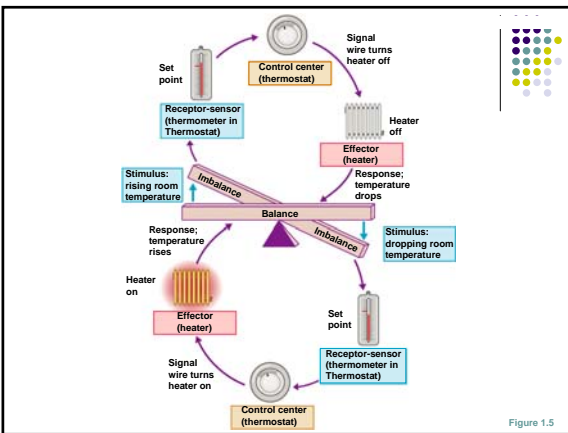 Signal
wire turns
heater off
Set
point
Control center
(thermostat)
Receptor-sensor
(thermometer in
Thermostat)
Heater
off
Effector
(heater)
Stimulus:
rising room
temperature
Imbalance
Response;
temperature
drops
Balance
Response;
temperature
rises
Imbalance
Stimulus:
dropping room
temperature
Heater
on
Effector
(heater)
Set
point
Signal
wire turns
heater on
Receptor-sensor
(thermometer in
Thermostat)
Control center
(thermostat)
Figure 1.5